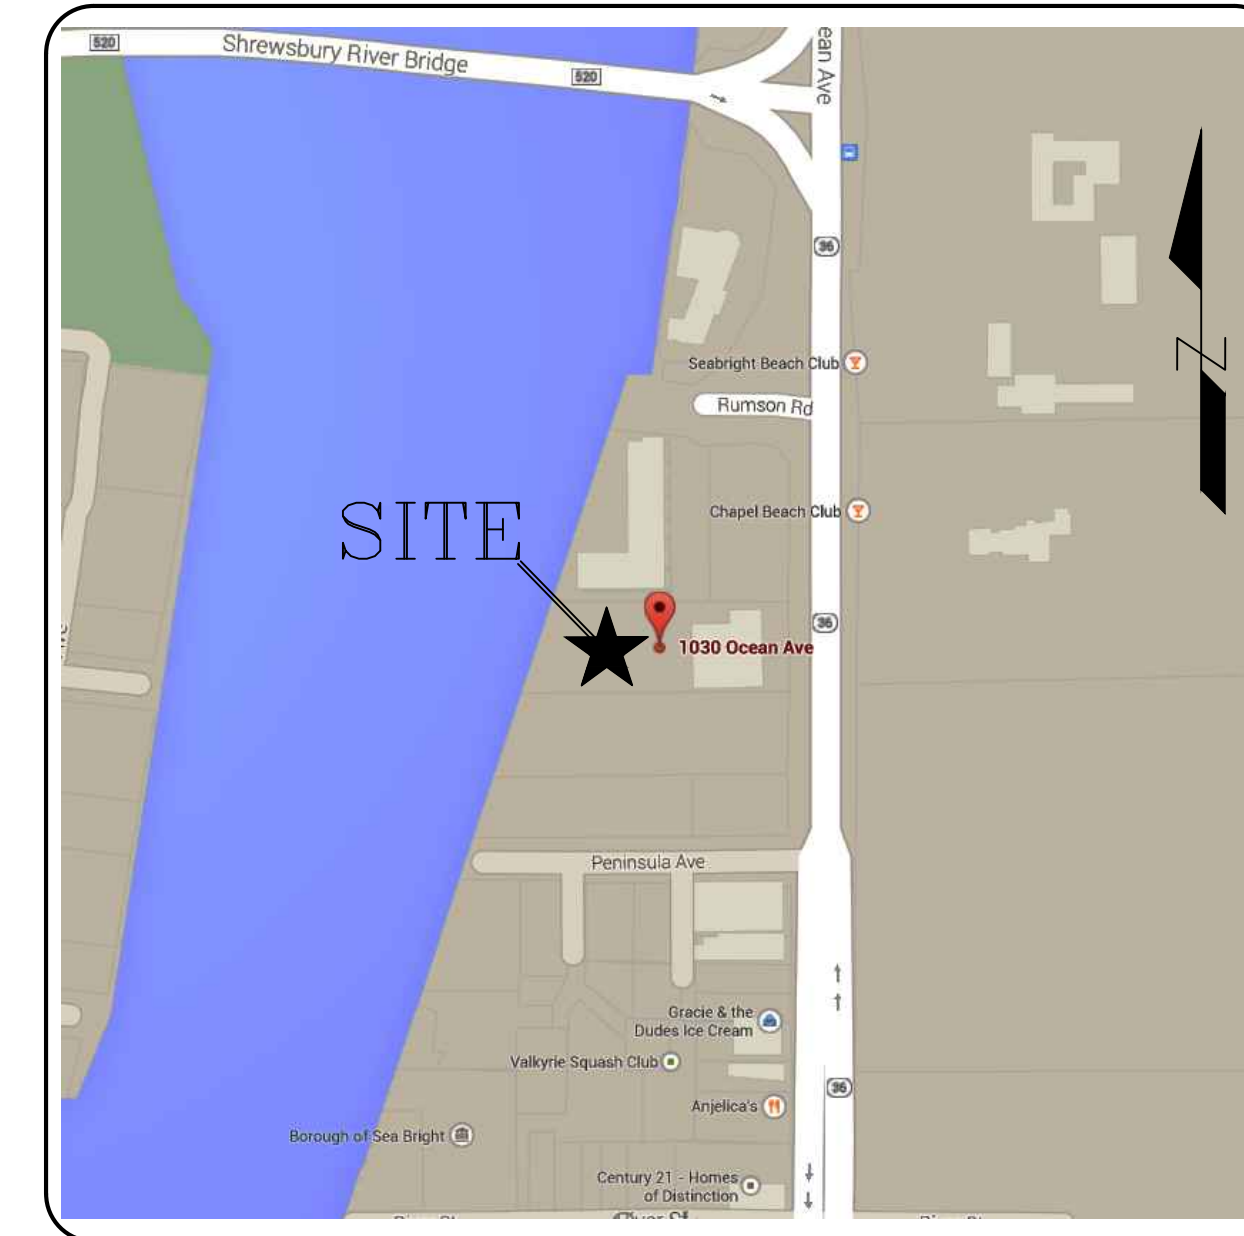 520
Shrewsbury River Bridge
520
ean Ave
36
Seabright Beach Club
Rumson Rd
Chapel Beach Club
SITE
36
1030 Ocean Ave
Peninsula Ave
Gracie & the
Dudes Ice Cream
Valkyrie Squash Club
36
Anjelica's
Borough of Sea Bright
Century 21 - Homes
of Distinction
N